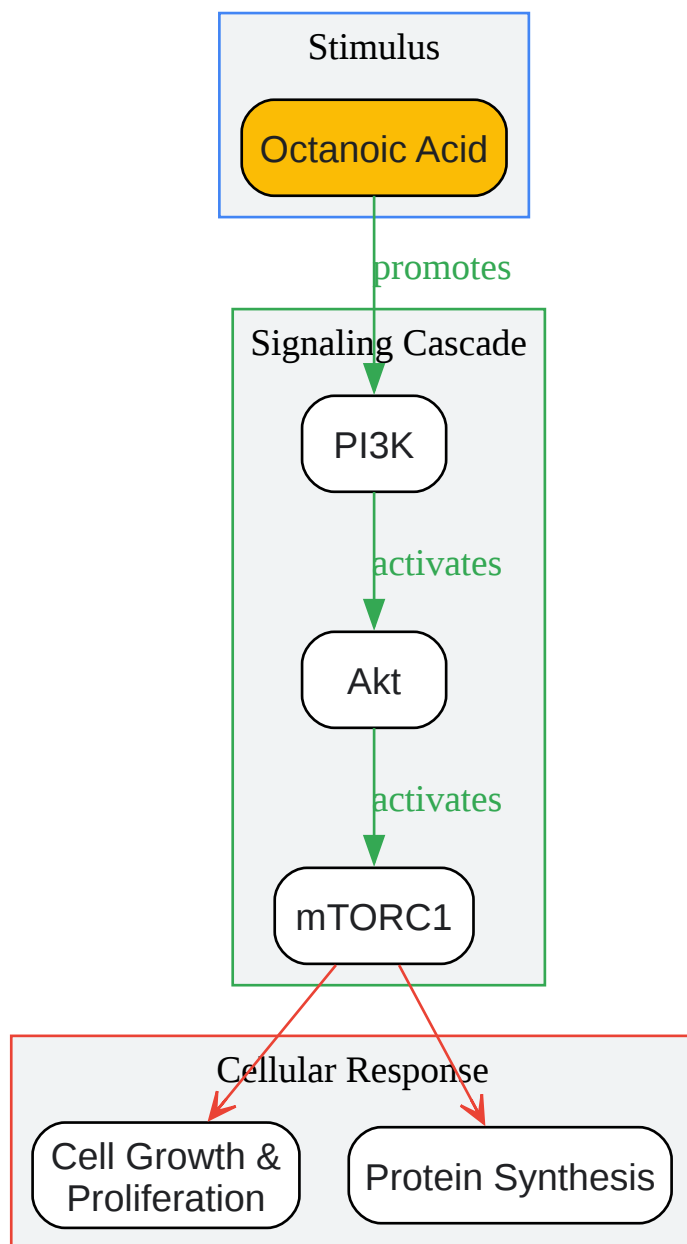 Stimulus
Octanoic Acid
promotes
Signaling Cascade
PI3K
activates
Akt
activates
mTORC1
Cellular Response
Cell Growth &
Proliferation
Protein Synthesis